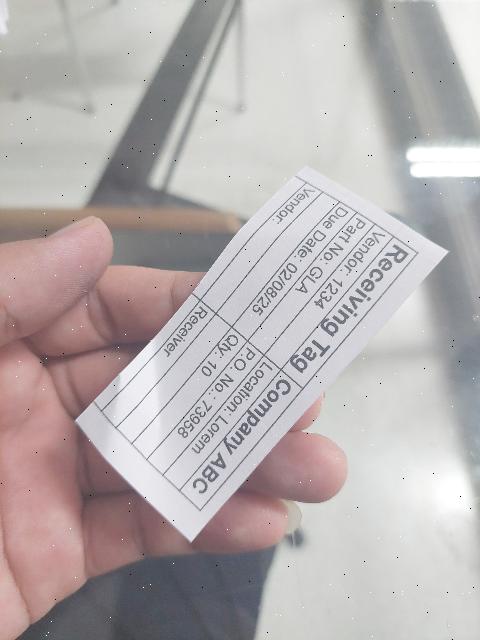 Receiving Tag Company ABC
Vendor: 1234 Location: Lorem
Part No: GLA P.O. No.: 73958
Due Date: 02/08/25 Qty: 10
Vendor: Receiver